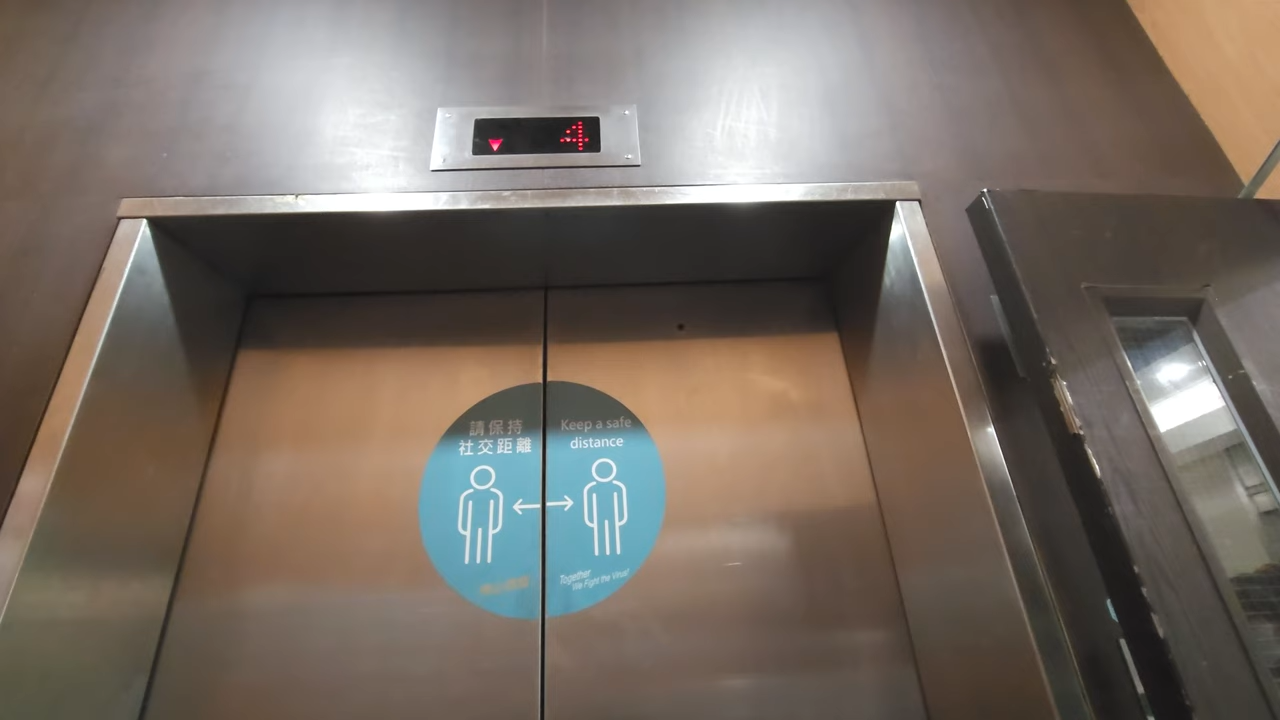 4
請保持
社交距離
Keep a safe
distance
Together
We Fight the Virus!